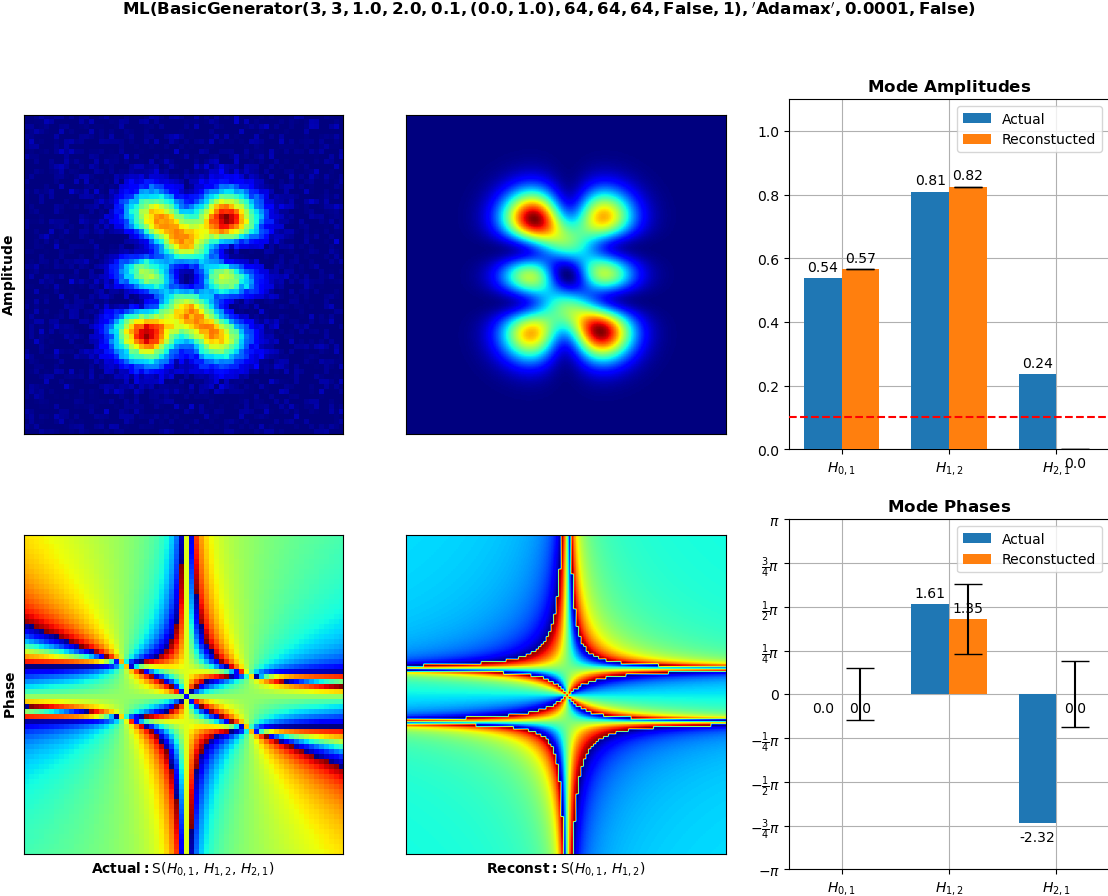 ML(BasicGenerator(3, 3, 1.0, 2.0, 0.1, (0.0, 1.0), 64, 64, 64, False, 1), ′Adamax′, 0.0001, False)
Amplitude
Mode Amplitudes
Actual
Reconstucted
1.0
0.8
0.6
0.4
0.2
0.0
0.54
0.57
0.81
0.82
0.24
0.0
H0, 1
H1, 2
H2, 1
Phase
Actual: S(H0, 1, H1, 2, H2, 1)
Reconst: S(H0, 1, H1, 2)
Mode Phases
Actual
Reconstucted
π
3/4π
1/2π
1/4π
0
−1/4π
−1/2π
−3/4π
−π
0.0
0.0
1.61
1.35
-2.32
0.0
H0, 1
H1, 2
H2, 1